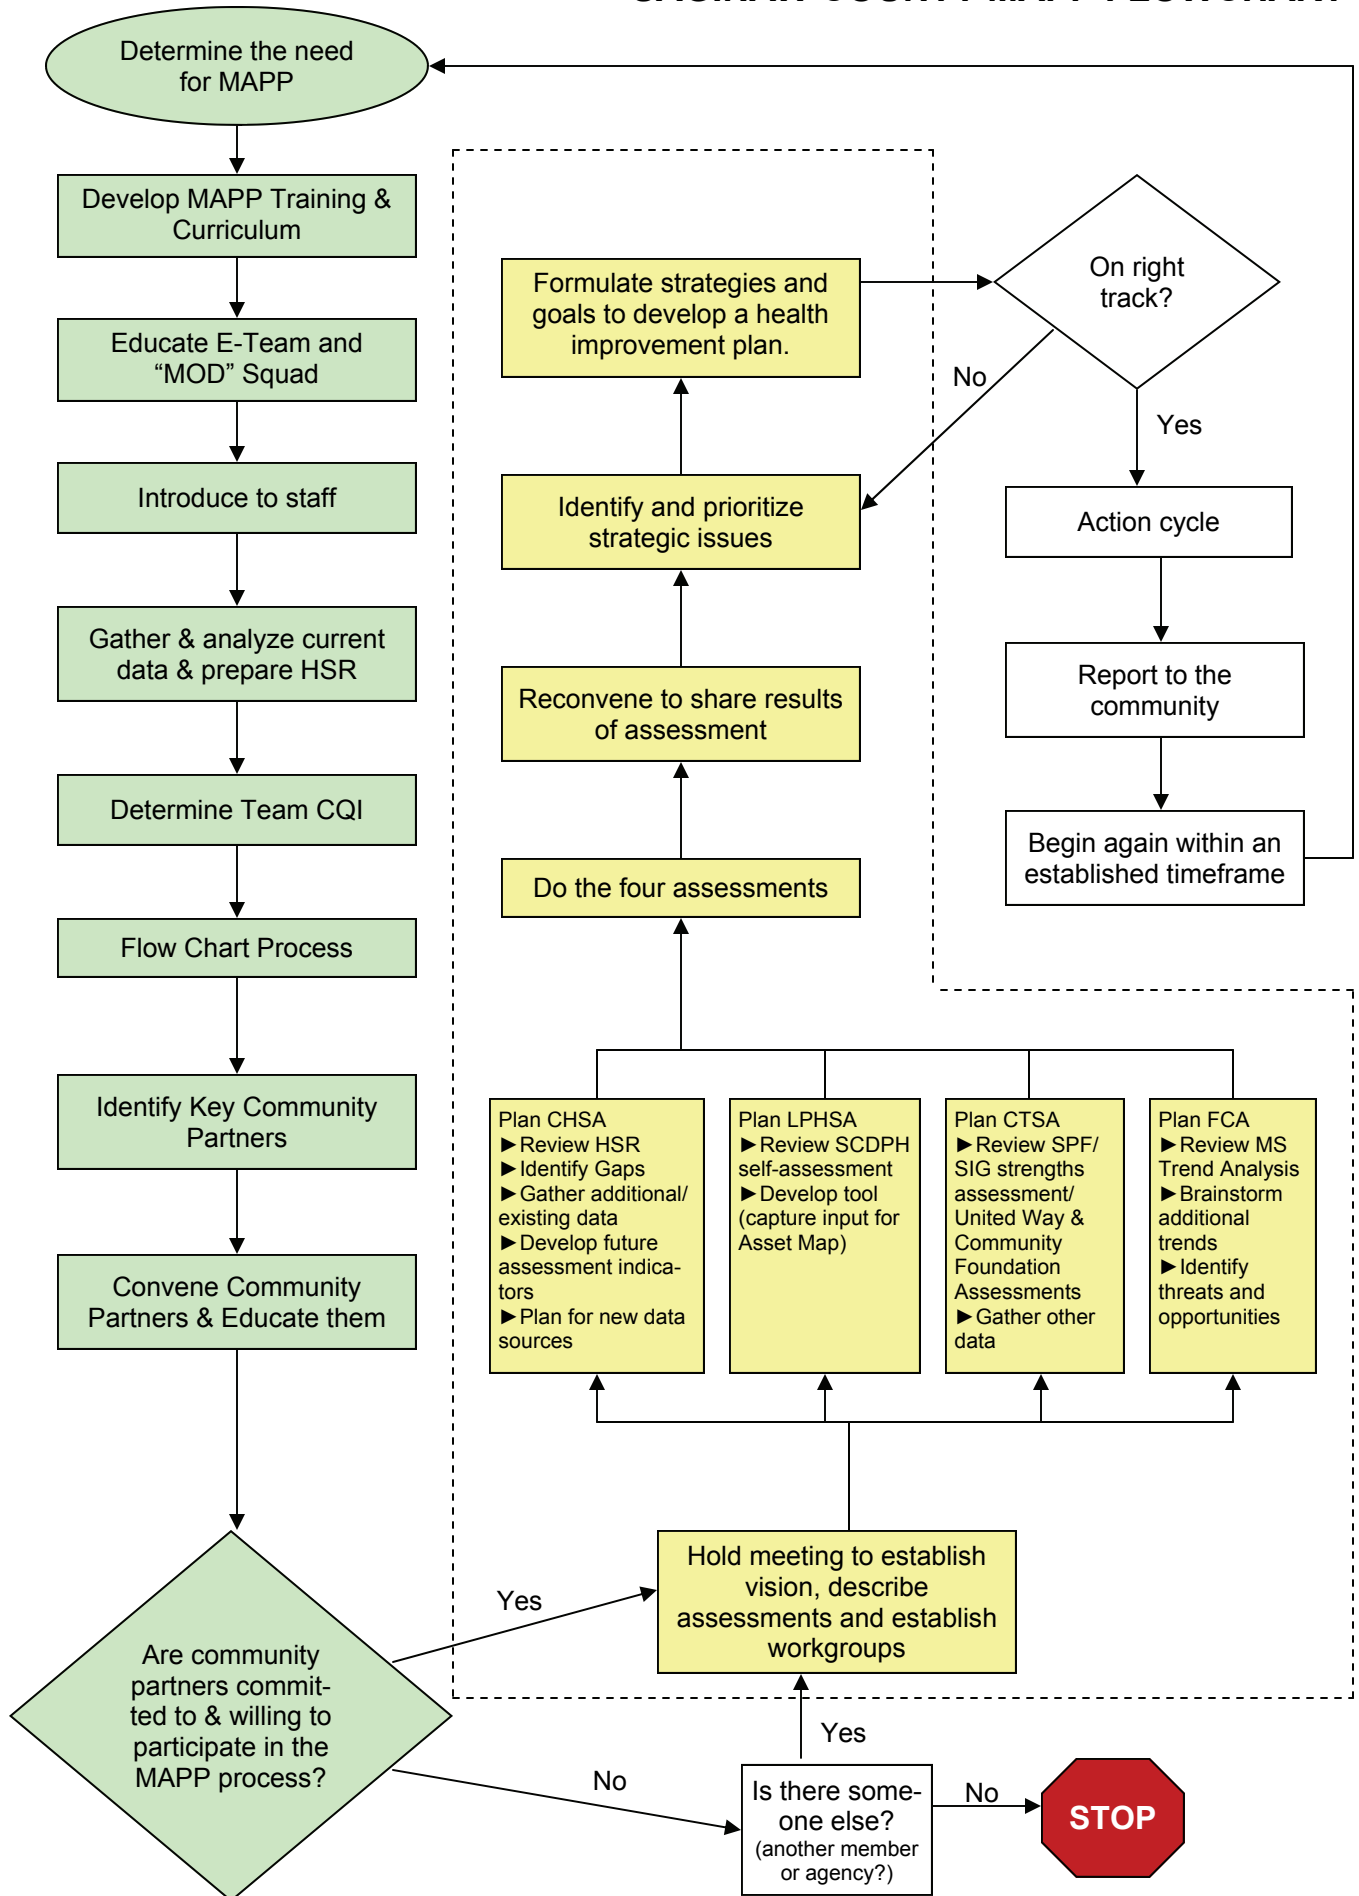 Determine the need
for MAPP
Develop MAPP Training &
Curriculum
Educate E-Team and
“MOD” Squad
Introduce to staff
Gather & analyze current
data & prepare HSR
Determine Team CQI
Flow Chart Process
Identify Key Community
Partners
Convene Community
Partners & Educate them
Are community
partners commit-
ted to & willing to
participate in the
MAPP process?
Yes
No
Is there some-
one else?
(another member
or agency?)
Yes
No
STOP
Hold meeting to establish
vision, describe
assessments and establish
workgroups
Plan CHSA
►Review HSR
►Identify Gaps
►Gather additional/
existing data
►Develop future
assessment indica-
tors
►Plan for new data
sources
Plan LPHSA
►Review SCDPH
self-assessment
►Develop tool
(capture input for
Asset Map)
Plan CTSA
►Review SPF/
SIG strengths
assessment/
United Way &
Community
Foundation
Assessments
►Gather other
data
Plan FCA
►Review MS
Trend Analysis
►Brainstorm
additional
trends
►Identify
threats and
opportunities
Do the four assessments
Reconvene to share results
of assessment
Identify and prioritize
strategic issues
Formulate strategies and
goals to develop a health
improvement plan.
On right
track?
No
Yes
Action cycle
Report to the
community
Begin again within an
established timeframe